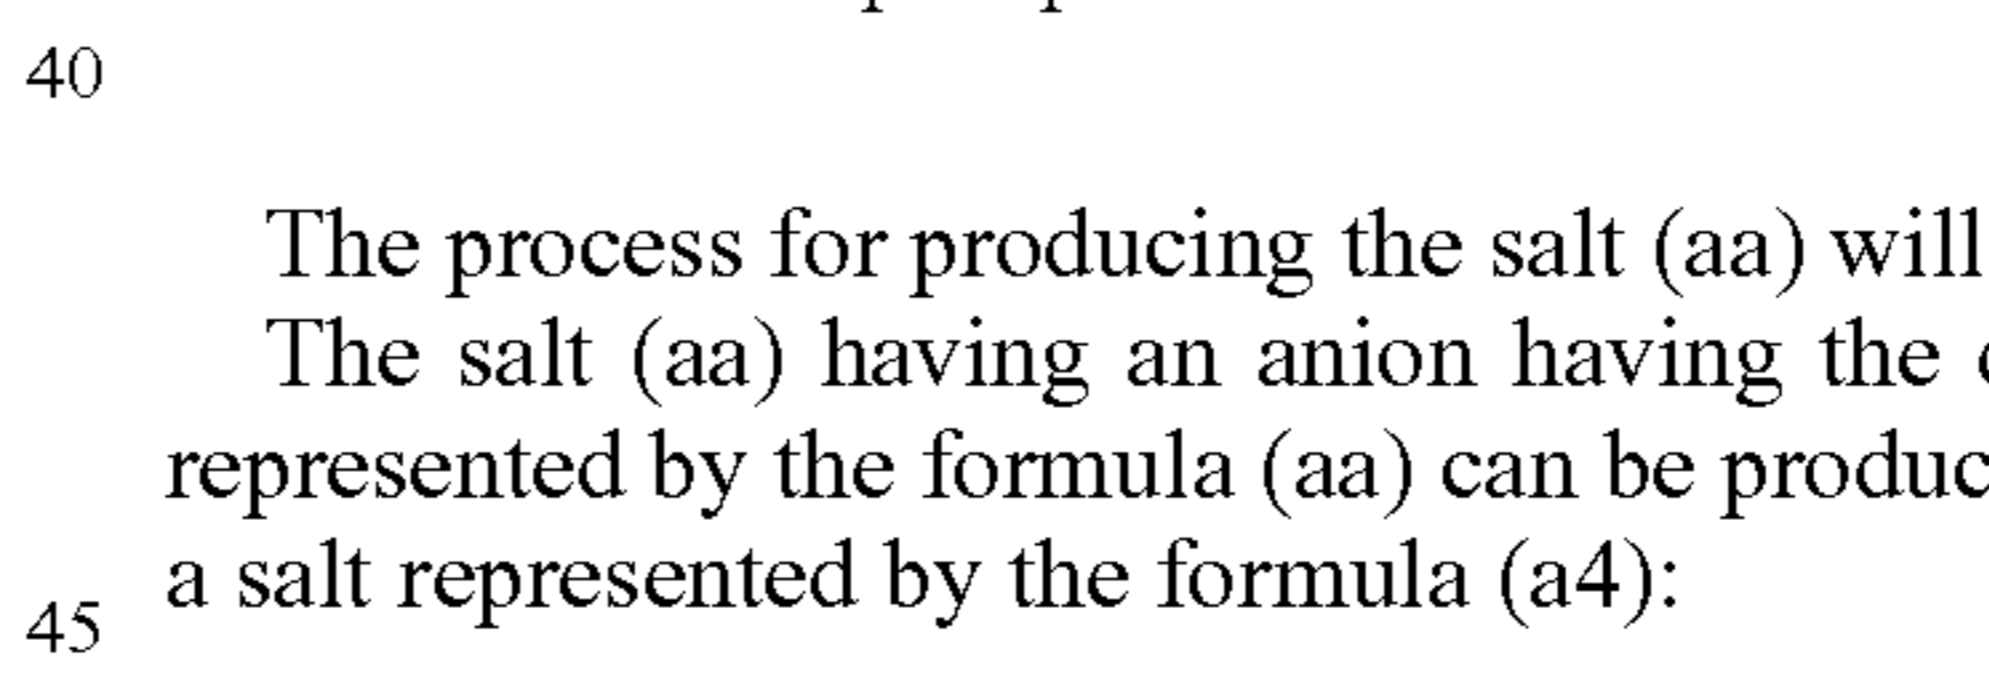 40
The process for producing the salt (aa) will
The salt (aa) having an anion having the
represented by the formula (aa) can be produc
a salt represented by the formula (a4):
45